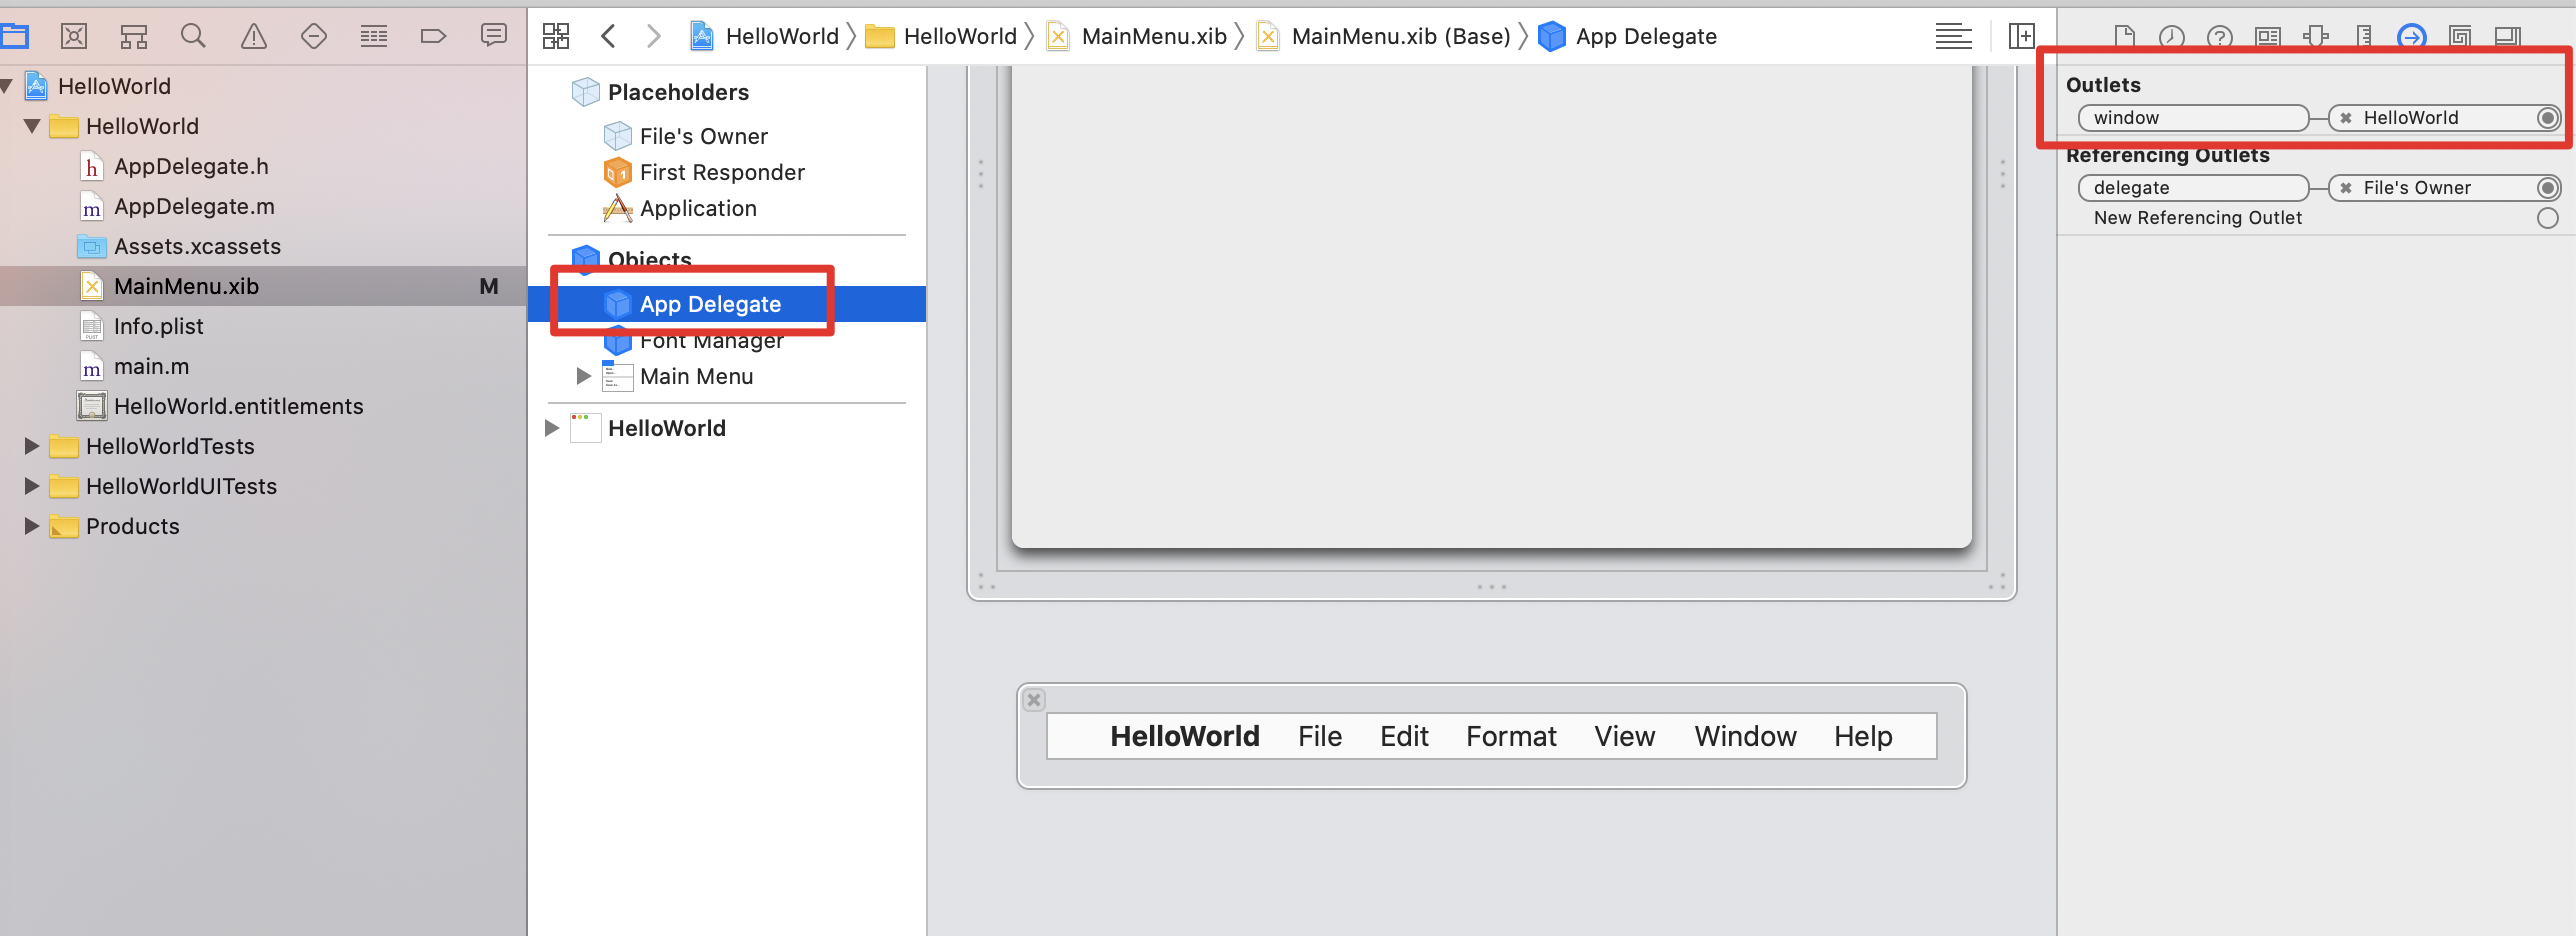 HelloWorld
HelloWorld
AppDelegate.h
AppDelegate.m
Assets.xcassets
MainMenu.xib M
Info.plist
main.m
HelloWorld.entitlements
HelloWorldTests
HelloWorldUITests
Products
HelloWorld HelloWorld MainMenu.xib MainMenu.xib (Base) App Delegate
Placeholders
File's Owner
First Responder
Application
Objects
App Delegate
Font Manager
Main Menu
HelloWorld
HelloWorld File Edit Format View Window Help
Outlets
window HelloWorld
Referencing Outlets
delegate File's Owner
New Referencing Outlet